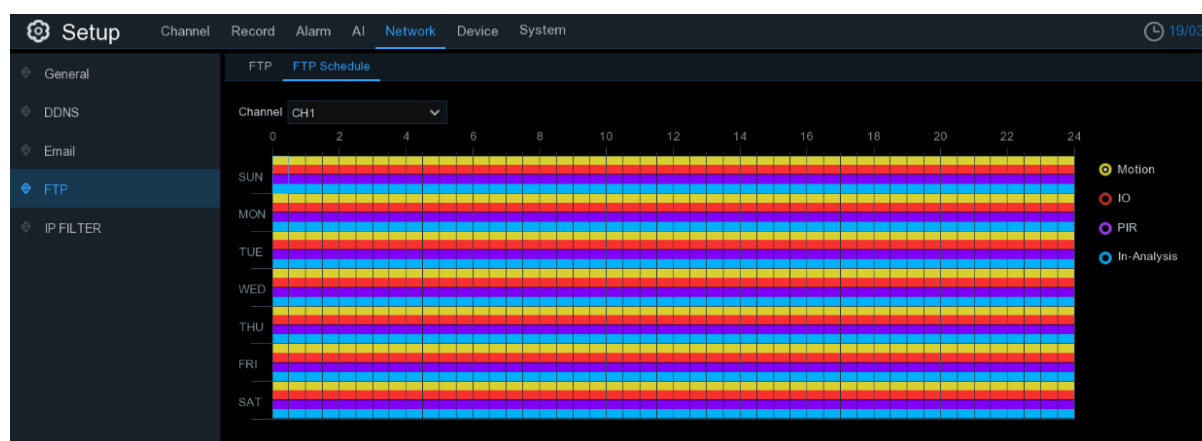 Setup Channel Record Alarm AI Network Device System 19/03
General
DDNS
Email
FTP
IP FILTER
FTP FTP Schedule
Channel CH1
0 2 4 6 8 10 12 14 16 18 20 22 24
SUN
MON
TUE
WED
THU
FRI
SAT
Motion
IO
PIR
In-Analysis